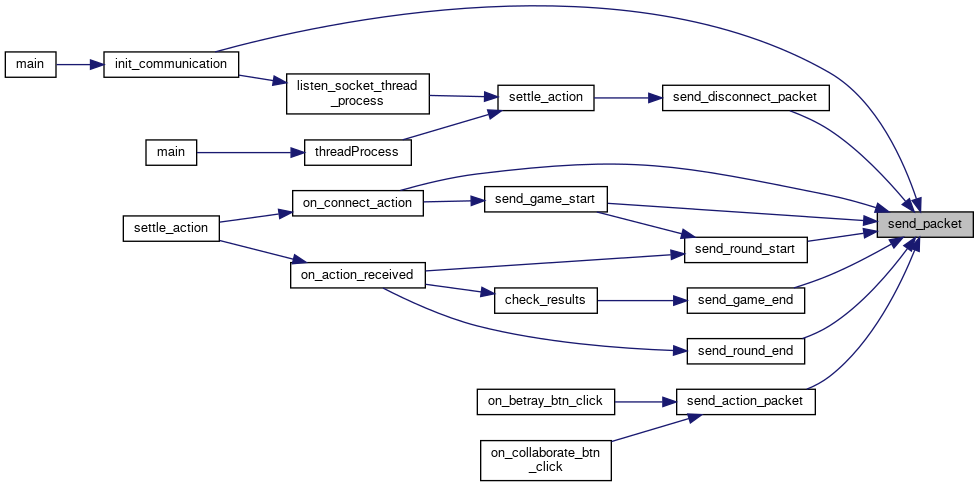 main
init_communication
listen_socket_thread
_process
settle_action
send_disconnect_packet
main
threadProcess
on_connect_action
send_game_start
settle_action
send_packet
send_round_start
on_action_received
check_results
send_game_end
send_round_end
on_betray_btn_click
send_action_packet
on_collaborate_btn
_click